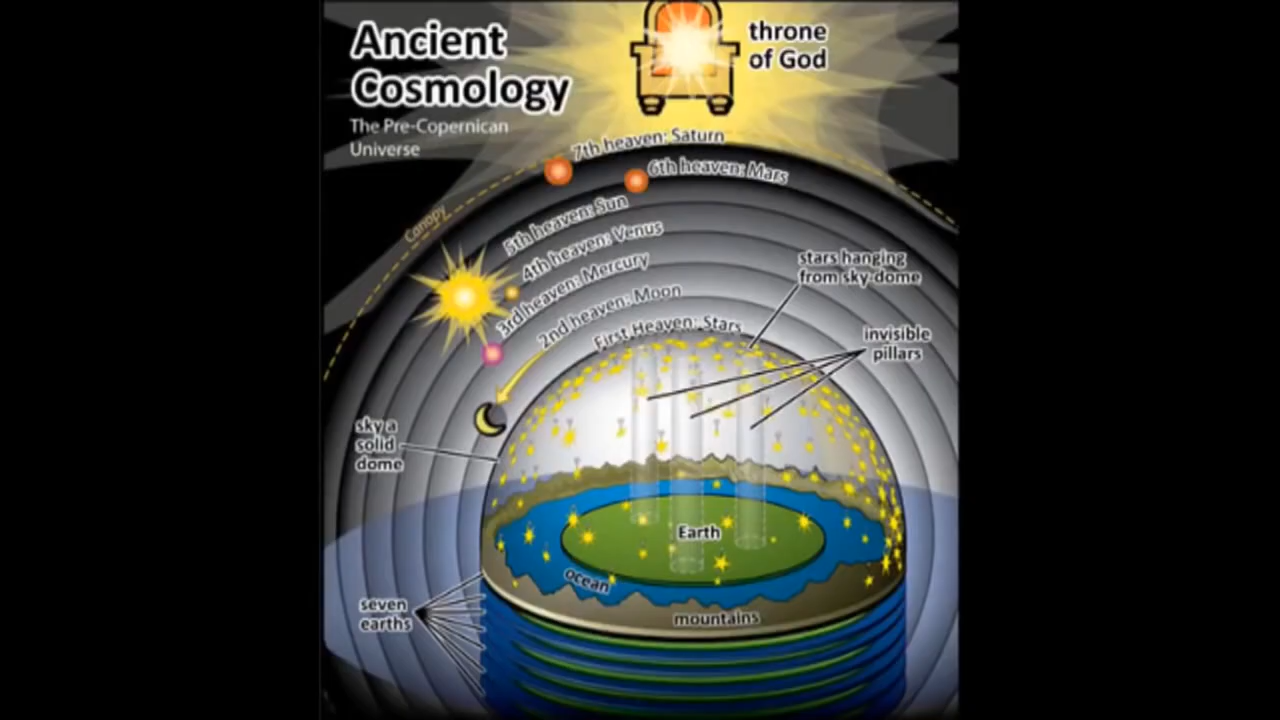 Ancient
Cosmology
The Pre-Copernican
Universe
throne
of God
7th heaven: Saturn
6th heaven: Mars
Canopy
5th heaven: Sun
4th heaven: Venus
3rd heaven: Mercury
2nd heaven: Moon
First Heaven: Stars
stars hanging
from sky-dome
invisible
pillars
sky a
solid
dome
Earth
ocean
seven
earths
mountains